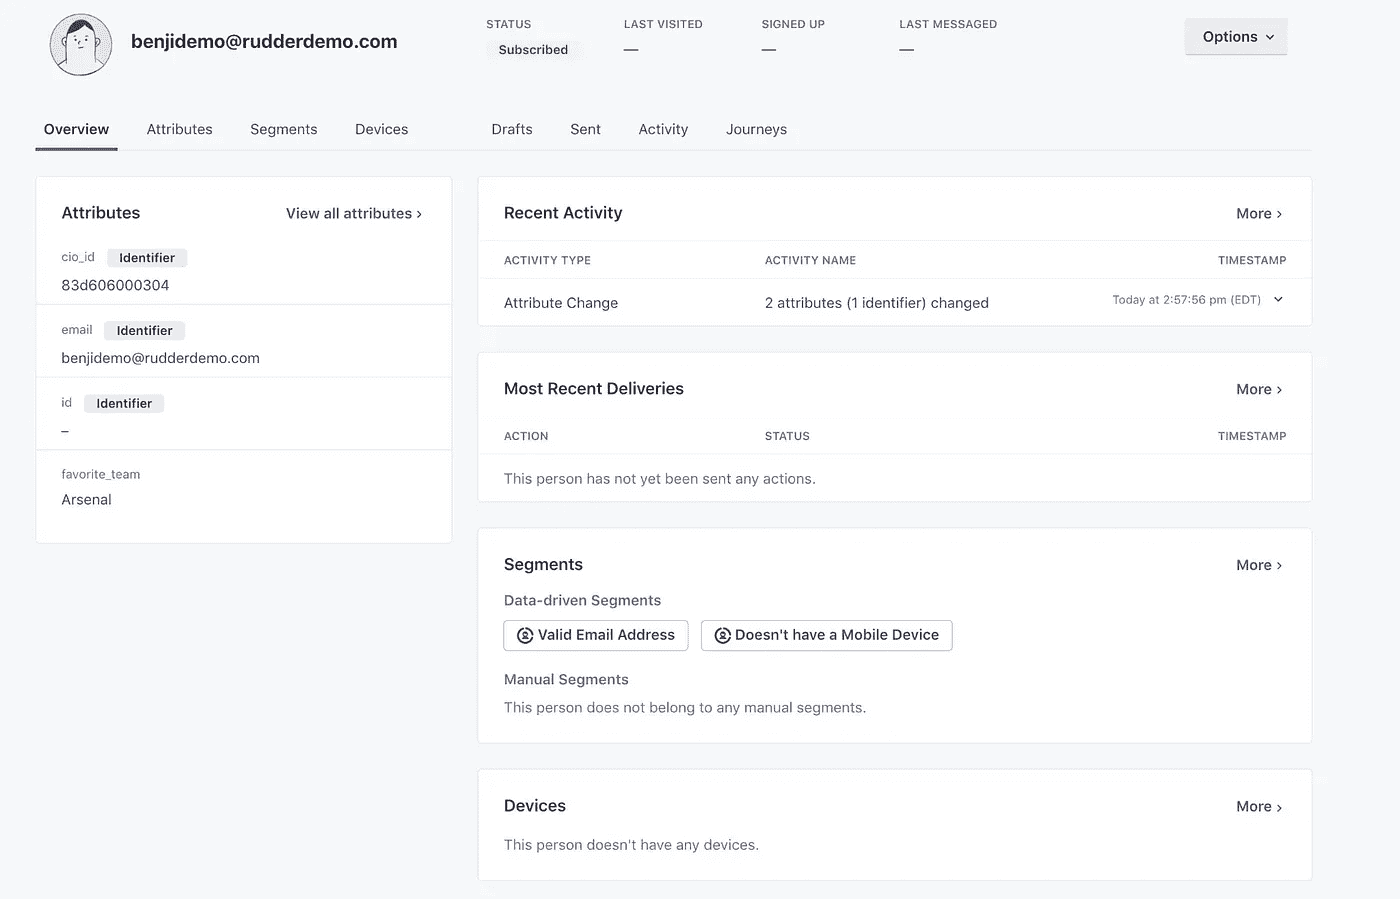 benjidemo@rudderdemo.com
STATUS
Subscribed
LAST VISITED
—
SIGNED UP
—
LAST MESSAGED
—
Options
Overview Attributes Segments Devices Drafts Sent Activity Journeys
Attributes View all attributes ›
cio_id Identifier
83d606000304
email Identifier
benjidemo@rudderdemo.com
id Identifier
–
favorite_team
Arsenal
Recent Activity More ›
ACTIVITY TYPE ACTIVITY NAME TIMESTAMP
Attribute Change 2 attributes (1 identifier) changed Today at 2:57:56 pm (EDT)
Most Recent Deliveries More ›
ACTION STATUS TIMESTAMP
This person has not yet been sent any actions.
Segments More ›
Data-driven Segments
Valid Email Address Doesn't have a Mobile Device
Manual Segments
This person does not belong to any manual segments.
Devices More ›
This person doesn't have any devices.